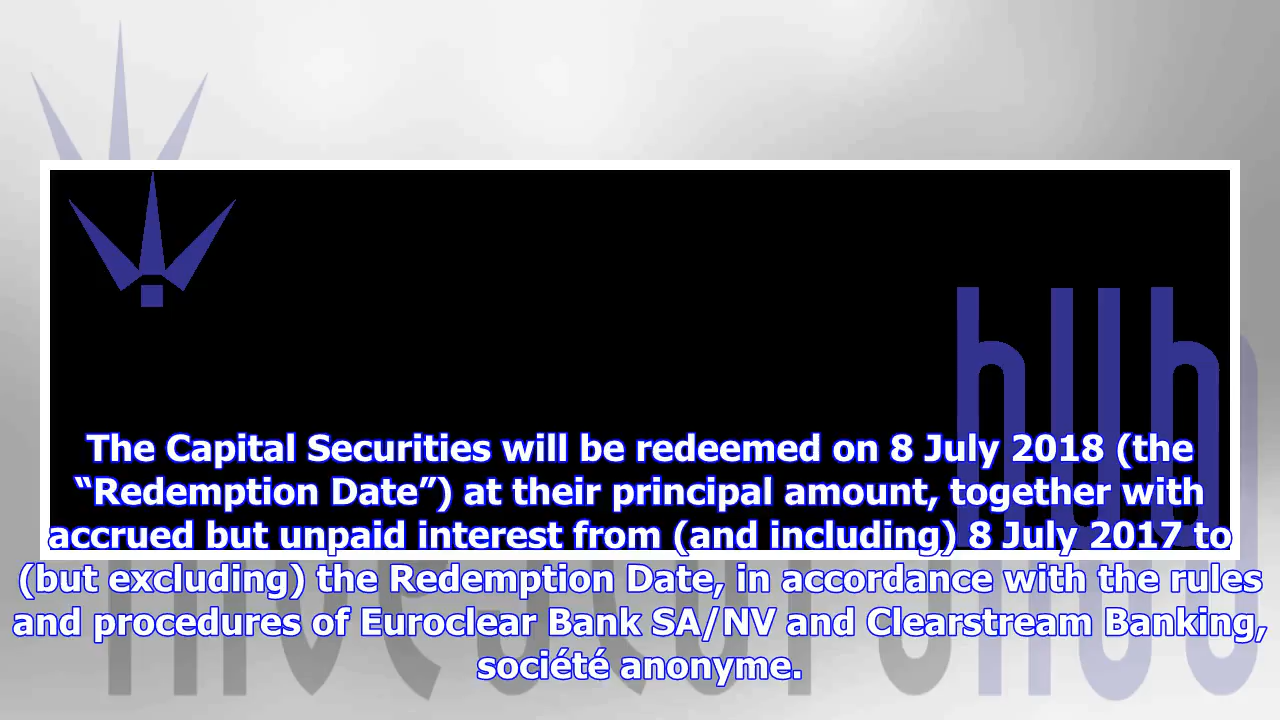 hub
The Capital Securities will be redeemed on 8 July 2018 (the
“Redemption Date”) at their principal amount, together with
accrued but unpaid interest from (and including) 8 July 2017 to
(but excluding) the Redemption Date, in accordance with the rules
and procedures of Euroclear Bank SA/NV and Clearstream Banking,
société anonyme.